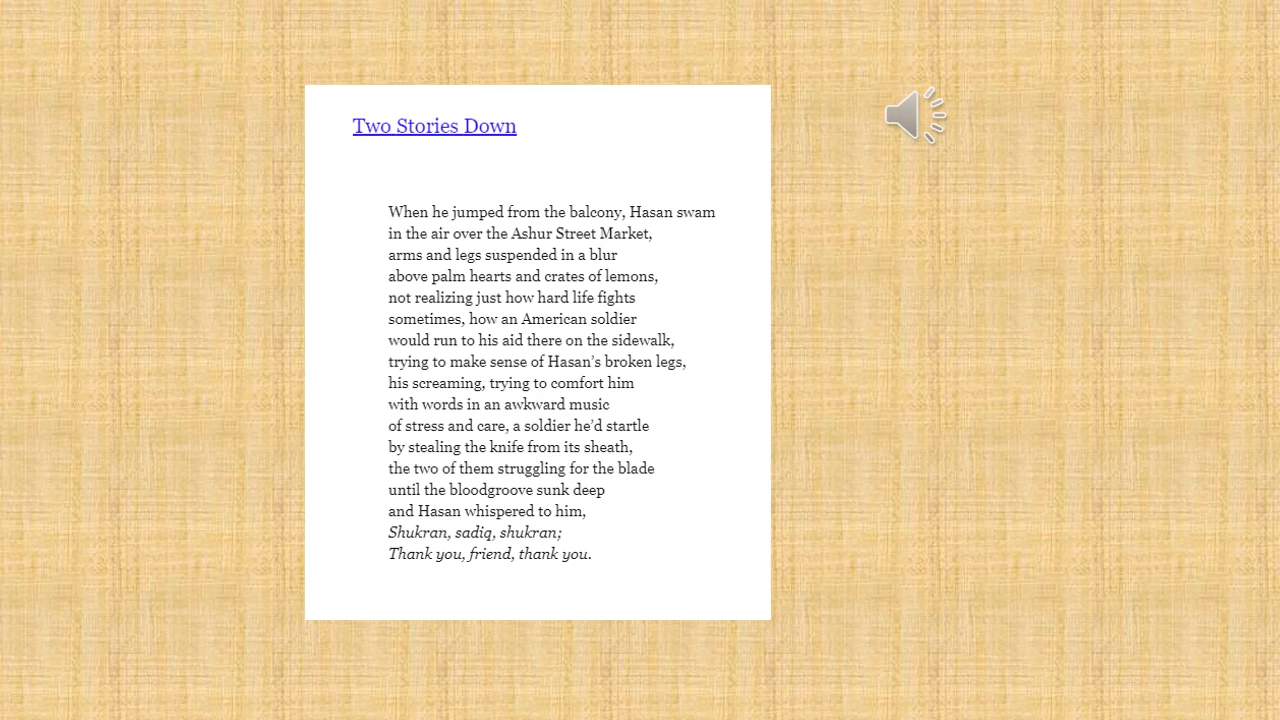 Two Stories Down
When he jumped from the balcony, Hasan swam
in the air over the Ashur Street Market,
arms and legs suspended in a blur
above palm hearts and crates of lemons,
not realizing just how hard life fights
sometimes, how an American soldier
would run to his aid there on the sidewalk,
trying to make sense of Hasan’s broken legs,
his screaming, trying to comfort him
with words in an awkward music
of stress and care, a soldier he’d startle
by stealing the knife from its sheath,
the two of them struggling for the blade
until the bloodgroove sunk deep
and Hasan whispered to him,
Shukran, sadiq, shukran;
Thank you, friend, thank you.